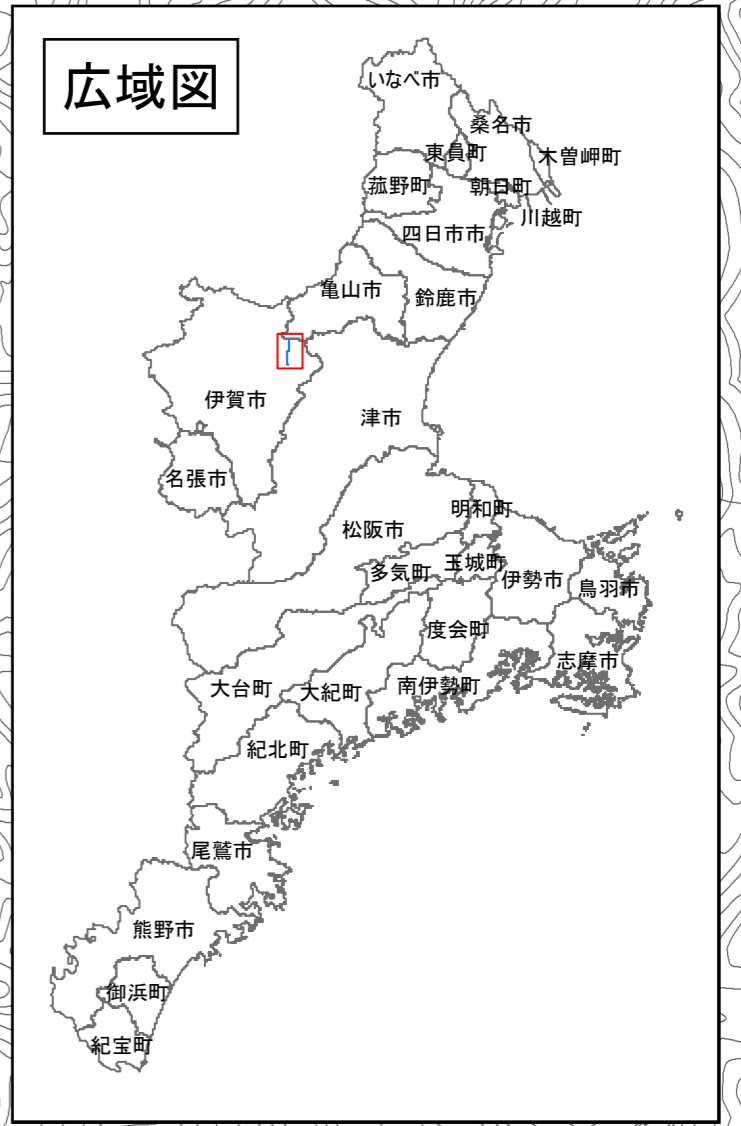 広域図
いなべ市
桑名市
東員町
木曽岬町
菰野町
朝日町
川越町
四日市市
亀山市
鈴鹿市
伊賀市
津市
名張市
明和町
松阪市
玉城町
多気町
伊勢市
鳥羽市
度会町
志摩市
大台町
大紀町
南伊勢町
紀北町
尾鷲市
熊野市
御浜町
紀宝町